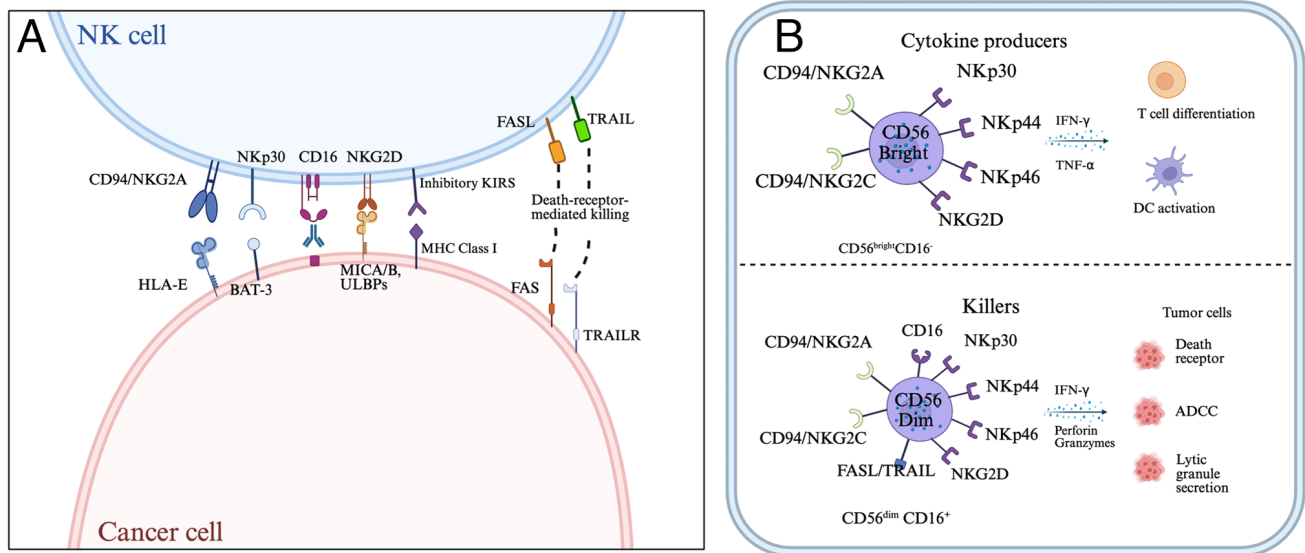 A
NK cell
FASL
TRAIL
CD94/NKG2A
NKp30
CD16
NKG2D
Inhibitory KIRS
Death-receptor-
mediated killing
MHC Class I
HLA-E
BAT-3
MICA/B,
ULBPs
FAS
TRAILR
Cancer cell
B
Cytokine producers
CD94/NKG2A
NKp30
NKp44
CD56
Bright
IFN-γ
TNF-α
T cell differentiation
CD94/NKG2C
NKp46
NKG2D
DC activation
CD56brightCD16-
Killers
Tumor cells
CD16
CD94/NKG2A
NKp30
Death
receptor
NKp44
CD56
Dim
IFN-γ
Perforin
Granzymes
ADCC
CD94/NKG2C
NKp46
FASL/TRAIL
NKG2D
Lytic
granule
secretion
CD56dim CD16+